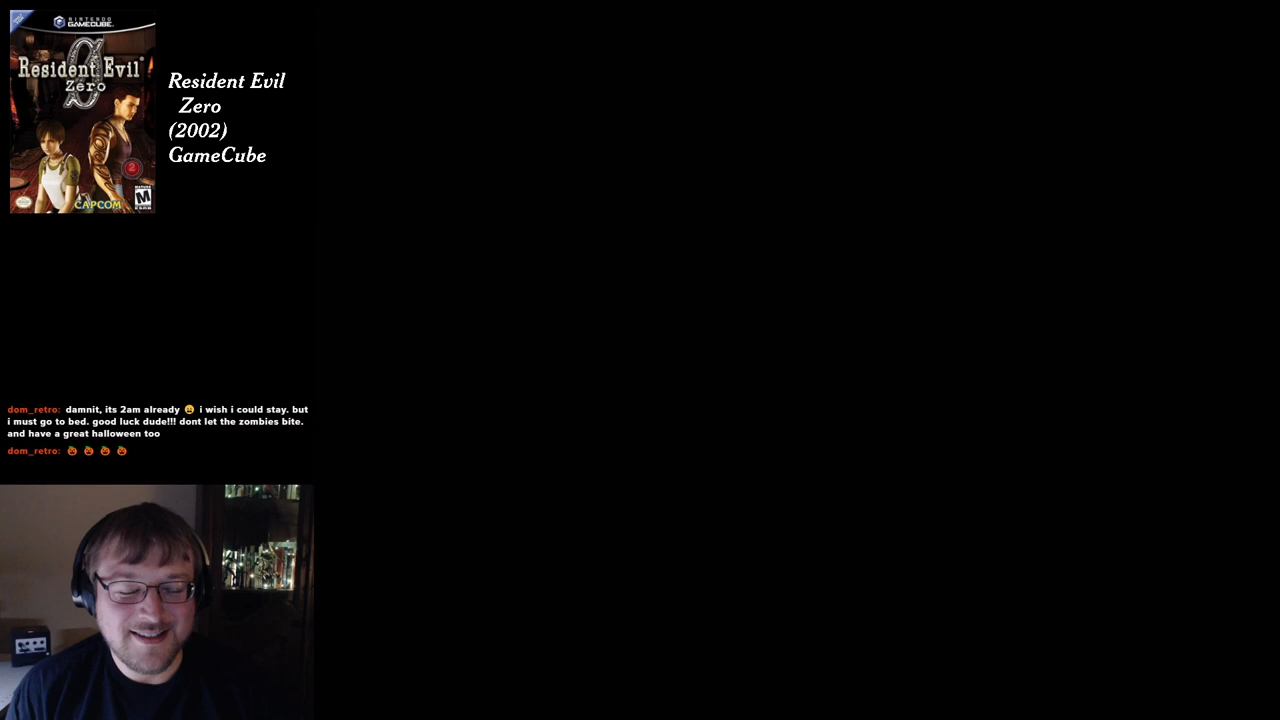 NINTENDO
GAMECUBE
Resident Evil
Zero
CAPCOM
MATURE
M
Resident Evil
Zero
(2002)
GameCube
dom_retro: damnit, its 2am already 😩 i wish i could stay. but
i must go to bed. good luck dude!!! dont let the zombies bite.
and have a great halloween too
dom_retro: 🎃 🎃 🎃 🎃